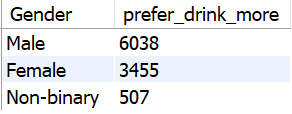 Gender prefer_drink_more
Male 6038
Female 3455
Non-binary 507